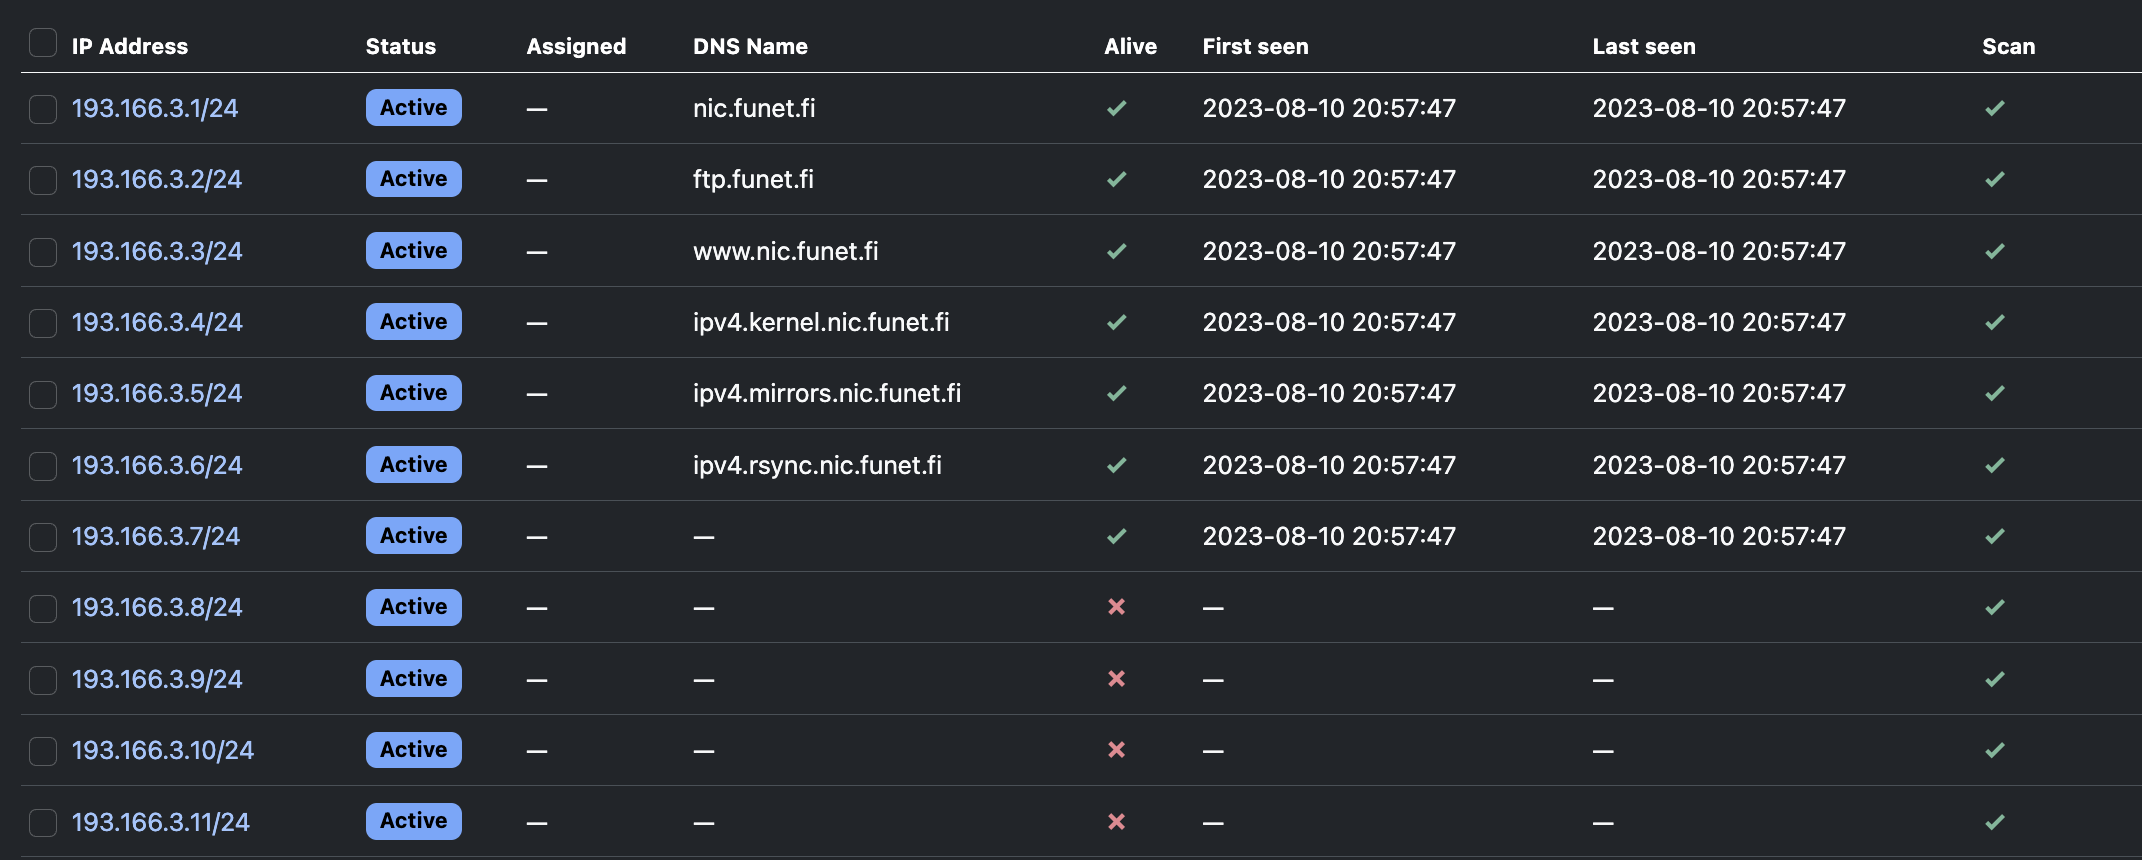 IP Address Status Assigned DNS Name Alive First seen Last seen Scan
193.166.3.1/24 Active — nic.funet.fi ✓ 2023-08-10 20:57:47 2023-08-10 20:57:47 ✓
193.166.3.2/24 Active — ftp.funet.fi ✓ 2023-08-10 20:57:47 2023-08-10 20:57:47 ✓
193.166.3.3/24 Active — www.nic.funet.fi ✓ 2023-08-10 20:57:47 2023-08-10 20:57:47 ✓
193.166.3.4/24 Active — ipv4.kernel.nic.funet.fi ✓ 2023-08-10 20:57:47 2023-08-10 20:57:47 ✓
193.166.3.5/24 Active — ipv4.mirrors.nic.funet.fi ✓ 2023-08-10 20:57:47 2023-08-10 20:57:47 ✓
193.166.3.6/24 Active — ipv4.rsync.nic.funet.fi ✓ 2023-08-10 20:57:47 2023-08-10 20:57:47 ✓
193.166.3.7/24 Active — — ✓ 2023-08-10 20:57:47 2023-08-10 20:57:47 ✓
193.166.3.8/24 Active — — ✗ — — ✓
193.166.3.9/24 Active — — ✗ — — ✓
193.166.3.10/24 Active — — ✗ — — ✓
193.166.3.11/24 Active — — ✗ — — ✓